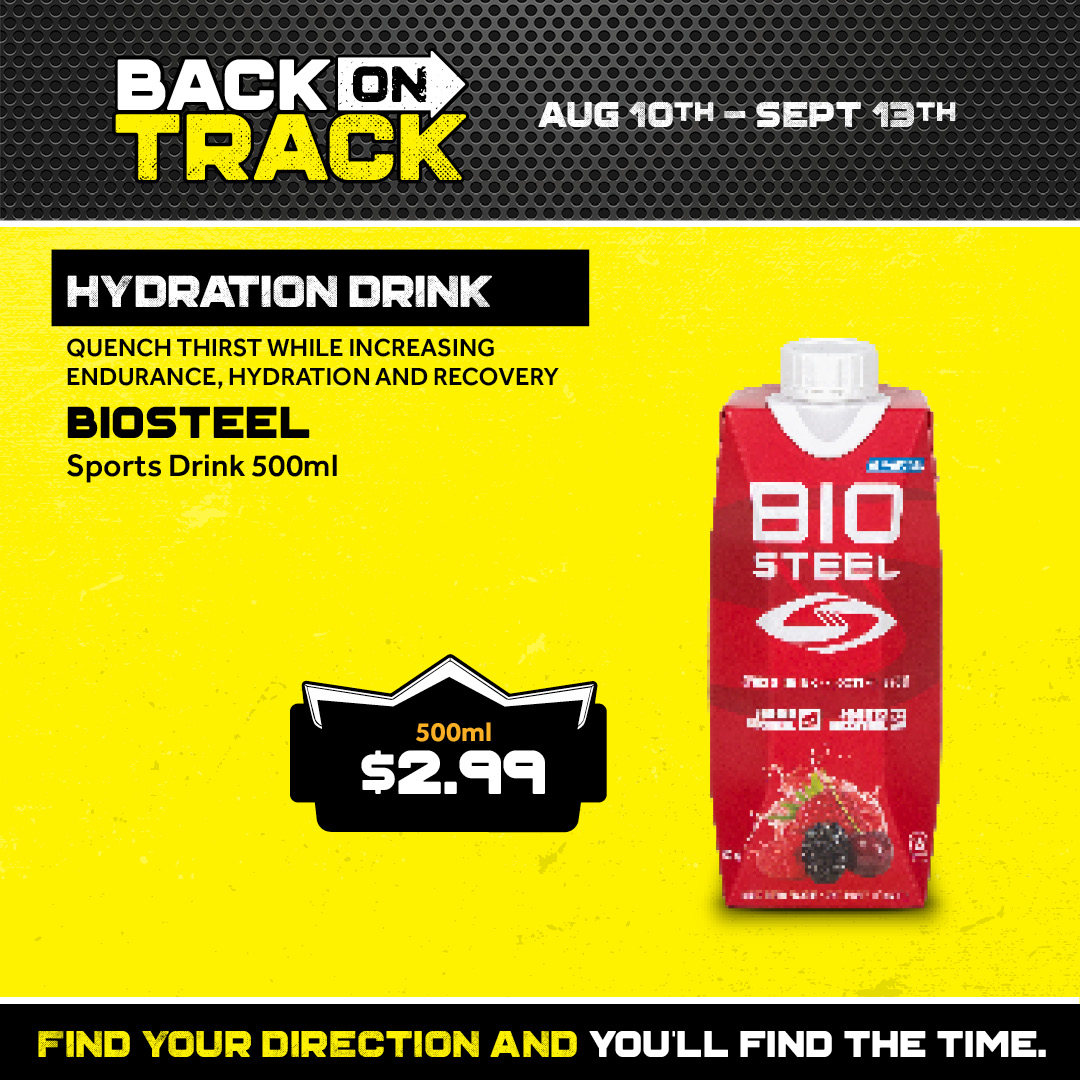 BACK ON
TRACK
AUG 10TH – SEPT 13TH
HYDRATION DRINK
QUENCH THIRST WHILE INCREASING
ENDURANCE, HYDRATION AND RECOVERY
BIOSTEEL
Sports Drink 500ml
BIO
STEEL
500ml
$2.99
FIND YOUR DIRECTION AND YOU'LL FIND THE TIME.